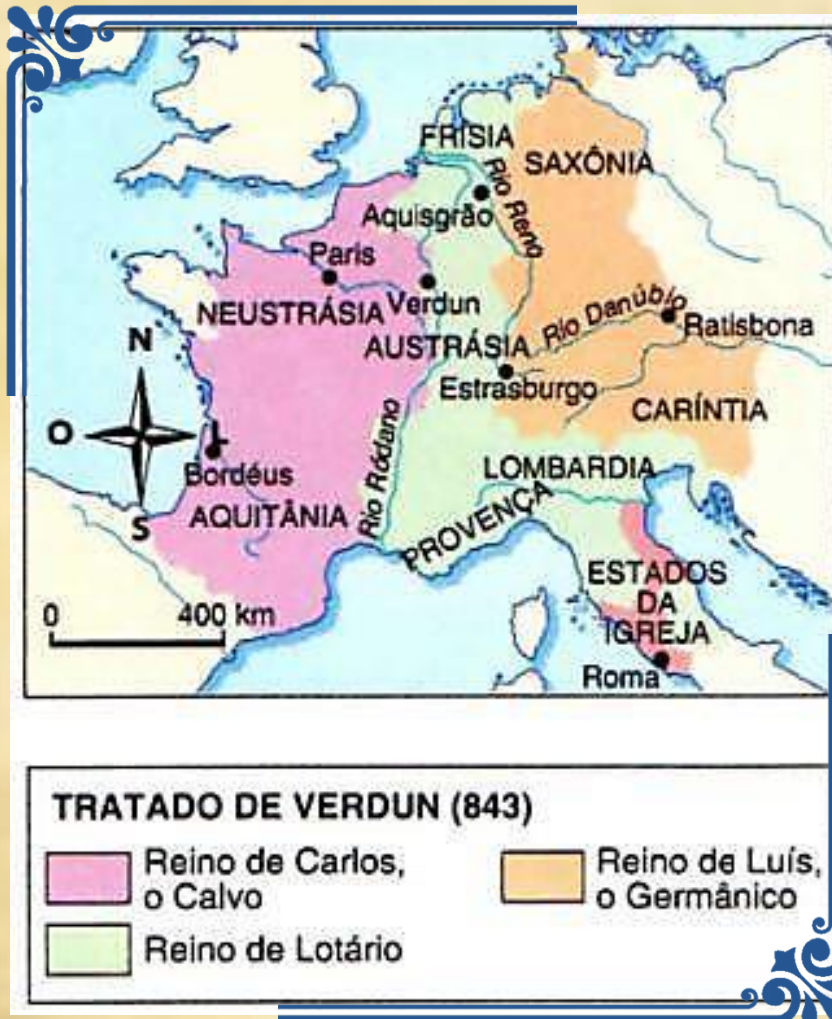 FRÍSIA
SAXÔNIA
Rio Reno
Aquisgrão
Paris
NEUSTRÁSIA
Verdun
Rio Danúbio
Ratisbona
AUSTRÁSIA
Estrasburgo
CARÍNTIA
N
O
L
S
Bordéus
AQUITÂNIA
Rio Ródano
LOMBARDIA
PROVENÇA
ESTADOS
DA
IGREJA
Roma
0 400 km
TRATADO DE VERDUN (843)
Reino de Carlos,
o Calvo
Reino de Luís,
o Germânico
Reino de Lotário